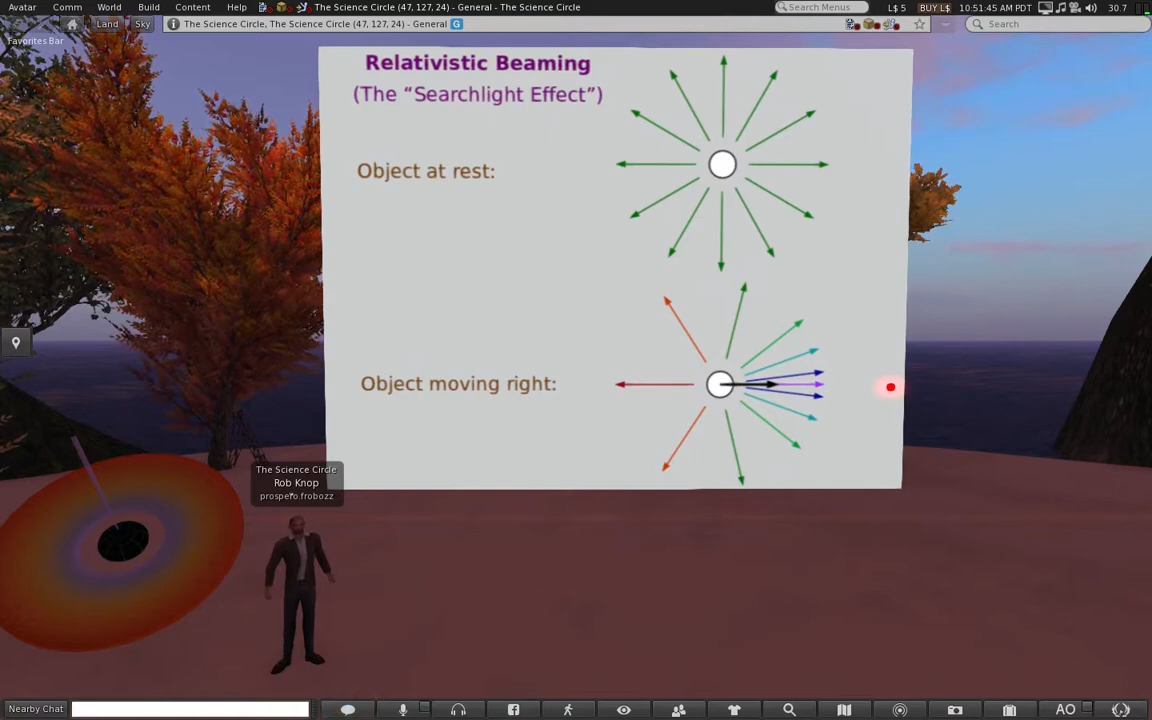 Avatar Comm World Build Content Help The Science Circle, The Science Circle (47, 127, 24) - General - The Science Circle Search Menus L$ 5 BUY L$ 10:51:45 AM PDT 30.7
Land Sky The Science Circle, The Science Circle (47, 127, 24) - General G Search
Favorites Bar
Relativistic Beaming
(The “Searchlight Effect”)
Object at rest:
Object moving right:
The Science Circle
Rob Knop
prospero.frobozz
Nearby Chat AO